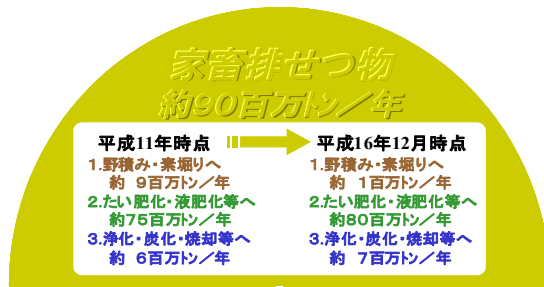 家畜排せつ物
約９０百万トン／年
平成11年時点
1.野積み・素堀りへ
約　９百万トン／年
2.たい肥化・液肥化等へ
約７５百万トン／年
3.浄化・炭化・焼却等へ
約　６百万トン／年
平成16年12月時点
1.野積み・素堀りへ
約　１百万トン／年
2.たい肥化・液肥化等へ
約８０百万トン／年
3.浄化・炭化・焼却等へ
約　７百万トン／年